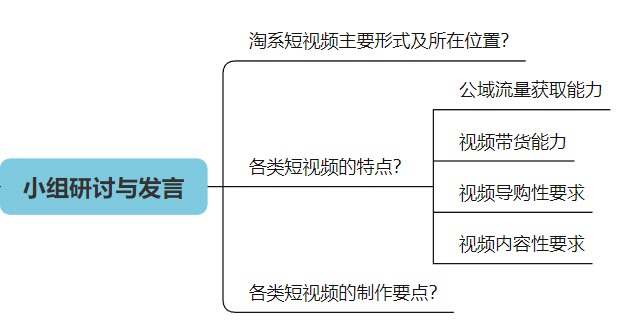 淘系短视频主要形式及所在位置？
公域流量获取能力
视频带货能力
各类短视频的特点？
小组研讨与发言
视频导购性要求
视频内容性要求
各类短视频的制作要点？